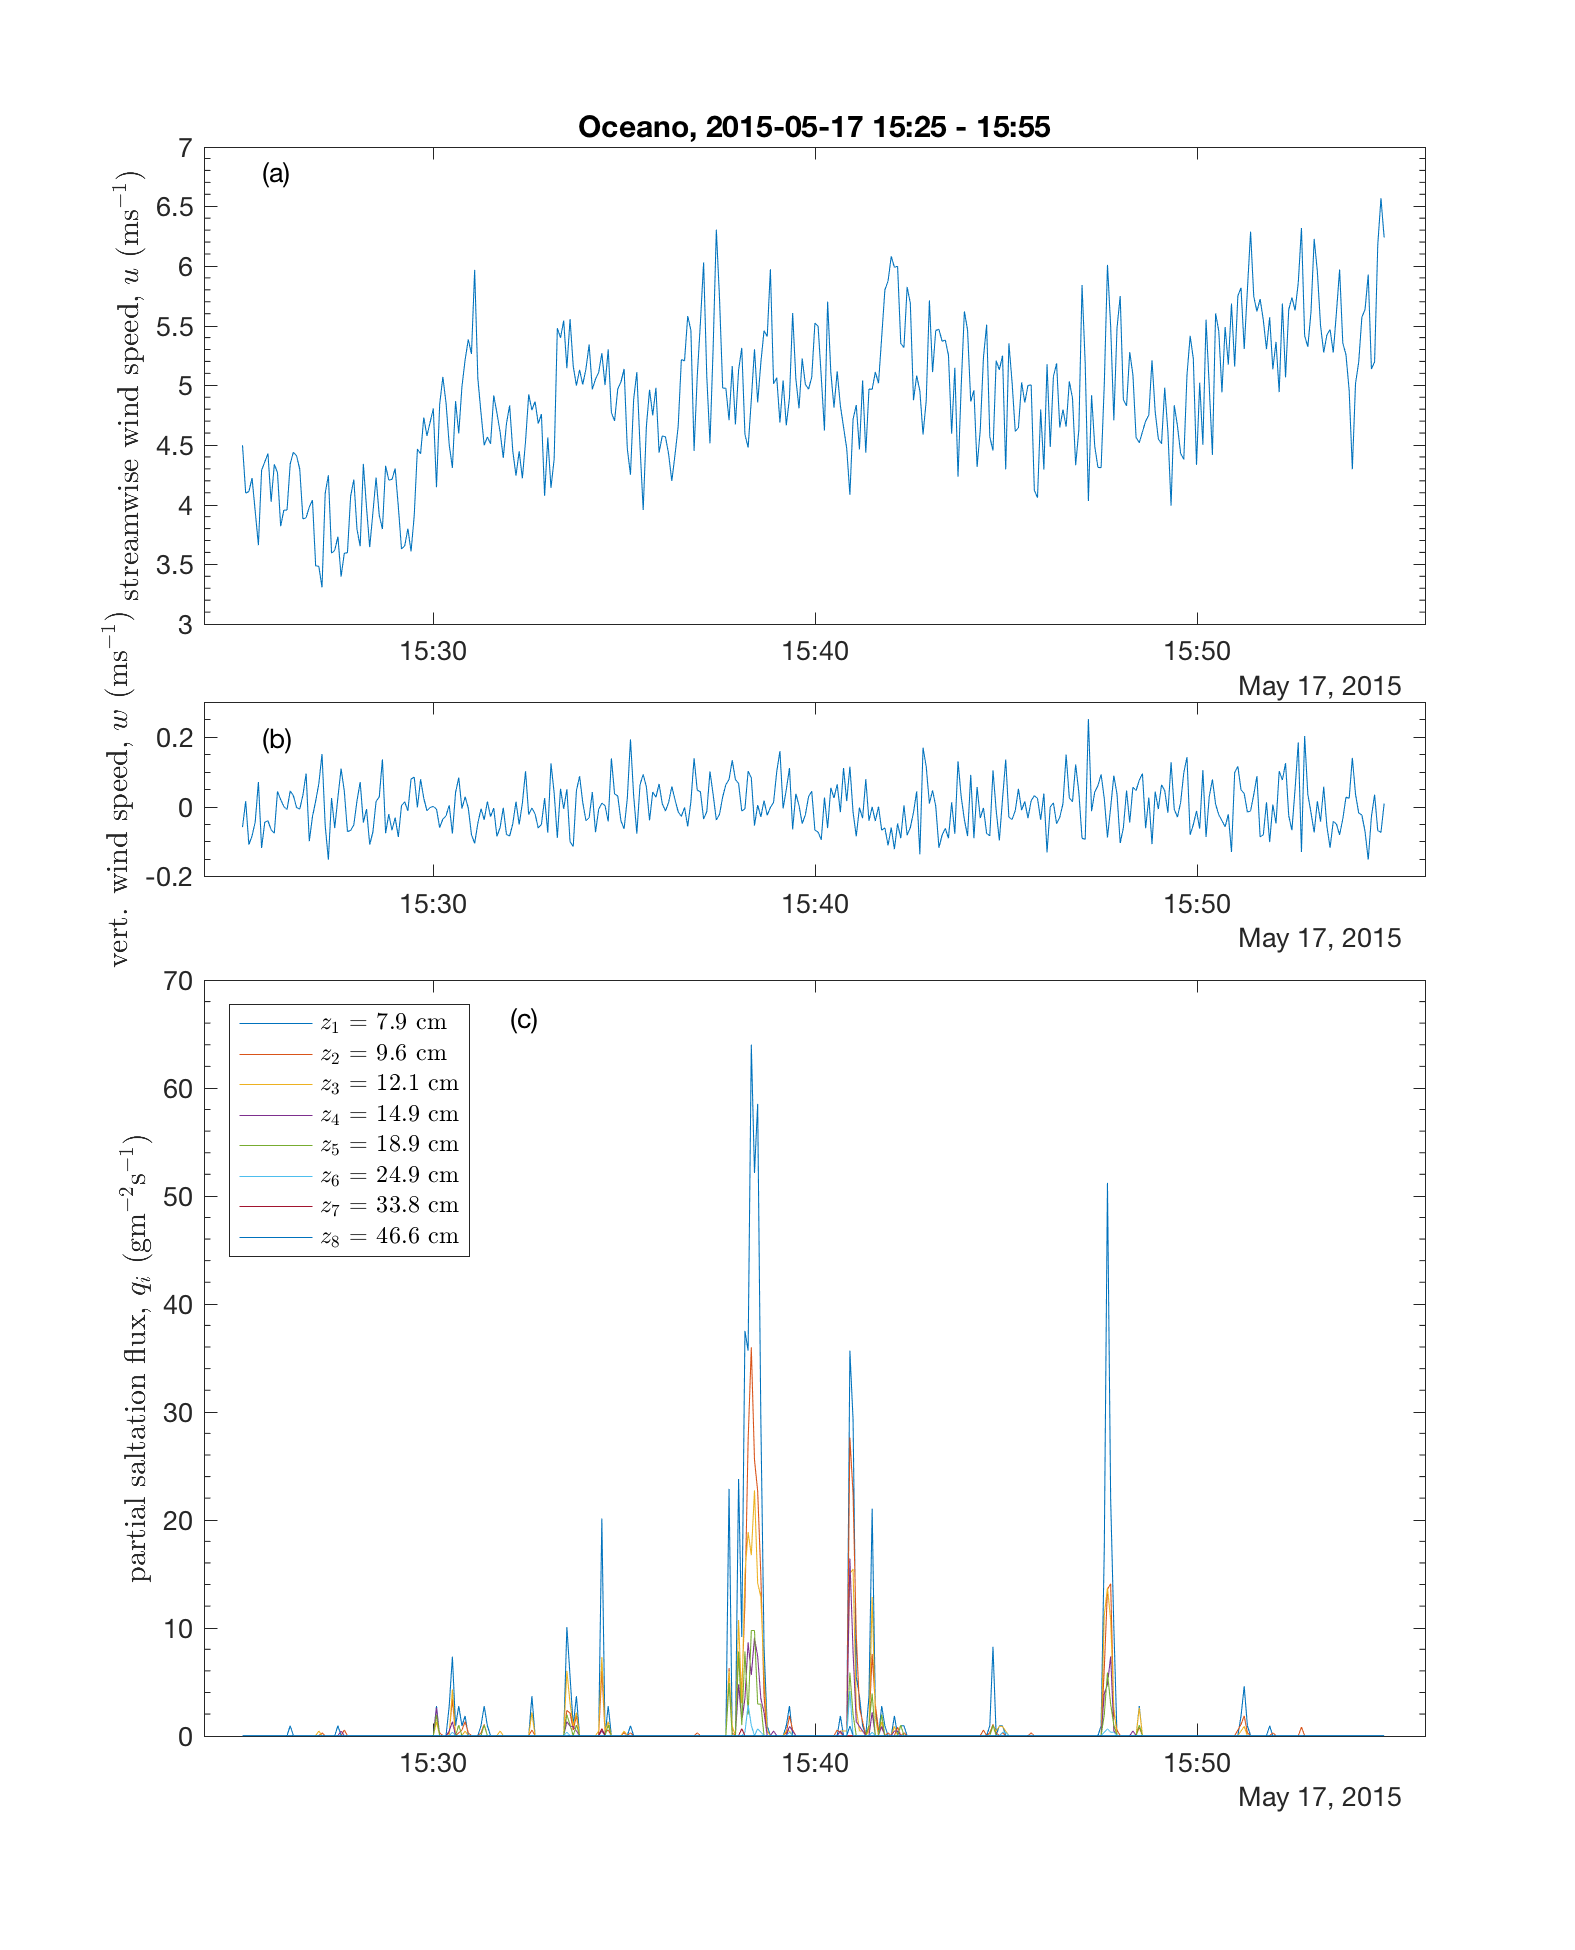 Oceano, 2015-05-17 15:25 - 15:55
(a)
streamwise wind speed, u (ms⁻¹)
7
6.5
6
5.5
5
4.5
4
3.5
3
15:30 15:40 15:50
May 17, 2015
(b)
vert. wind speed, w (ms⁻¹)
0.2
0
-0.2
15:30 15:40 15:50
May 17, 2015
(c)
partial saltation flux, qᵢ (gm⁻²s⁻¹)
70
60
50
40
30
20
10
0
z₁ = 7.9 cm
z₂ = 9.6 cm
z₃ = 12.1 cm
z₄ = 14.9 cm
z₅ = 18.9 cm
z₆ = 24.9 cm
z₇ = 33.8 cm
z₈ = 46.6 cm
15:30 15:40 15:50
May 17, 2015